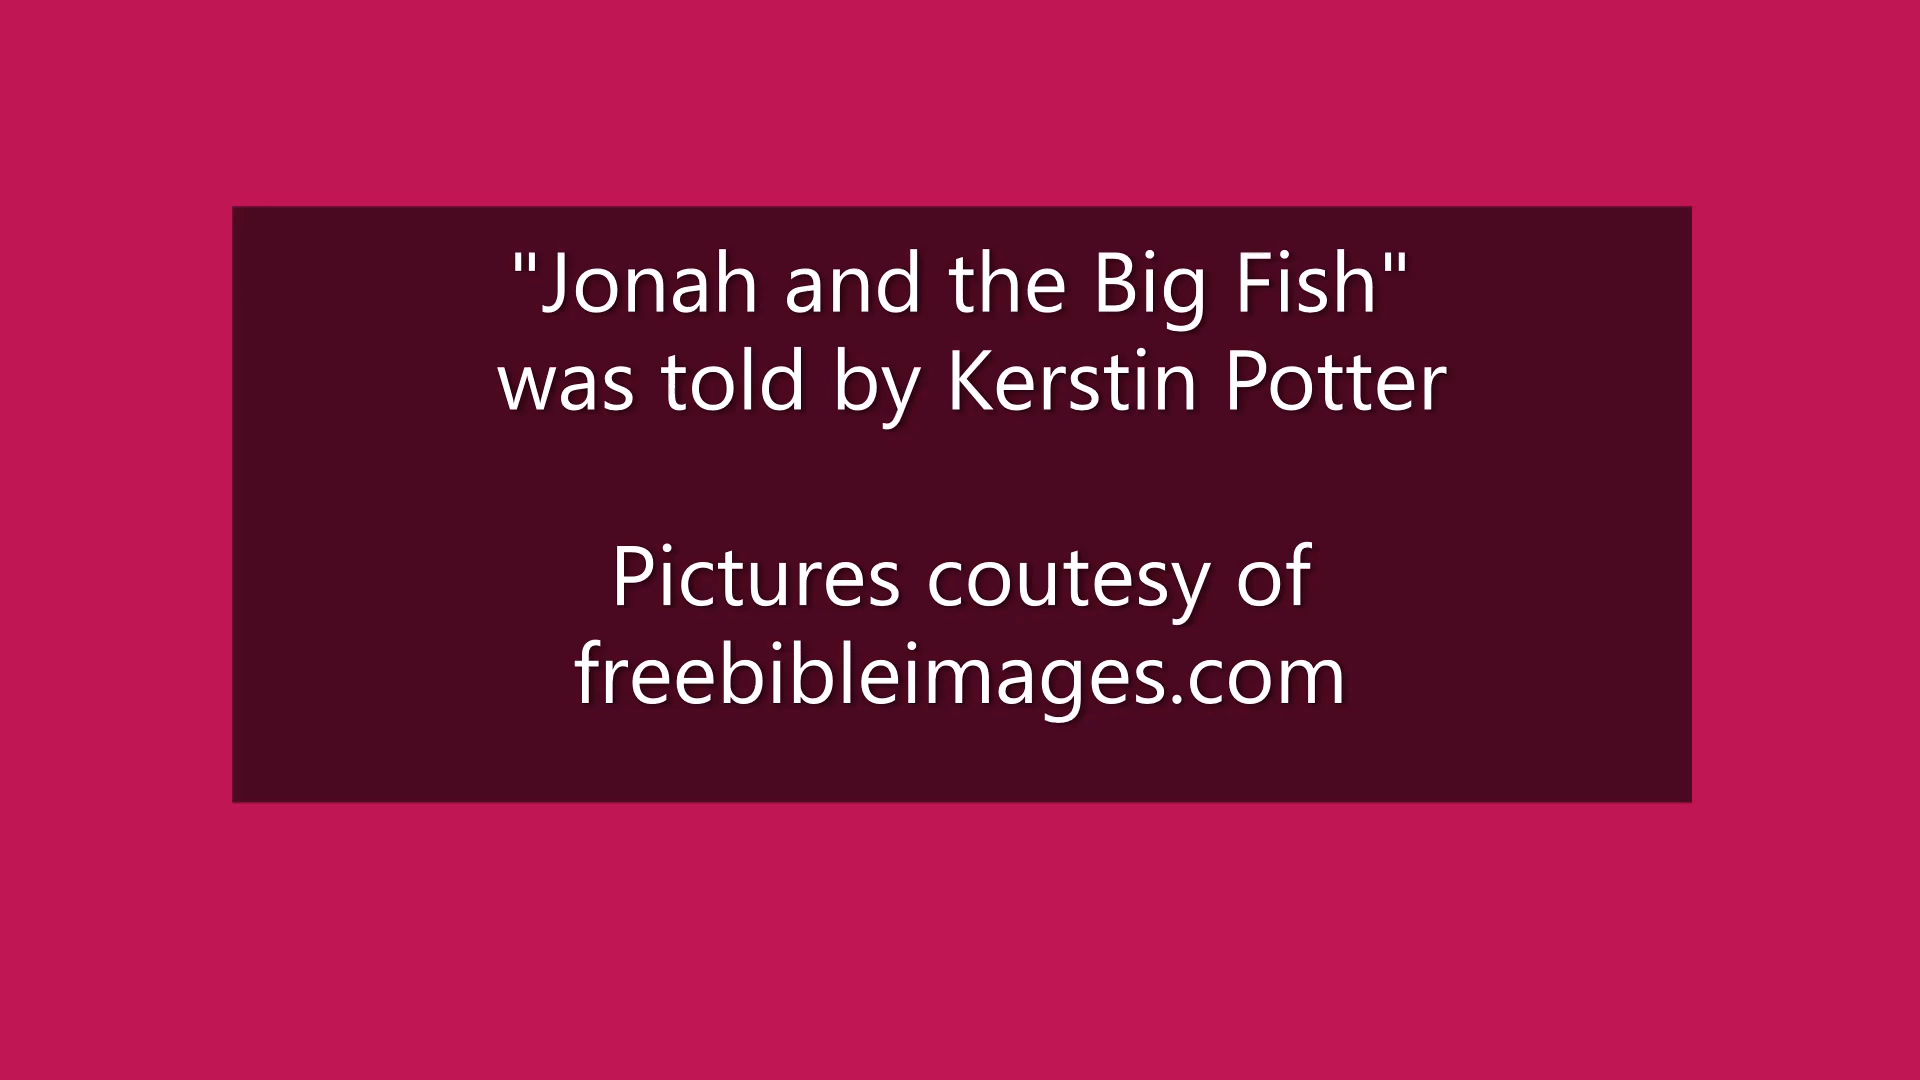 "Jonah and the Big Fish"
was told by Kerstin Potter
Pictures coutesy of
freebibleimages.com